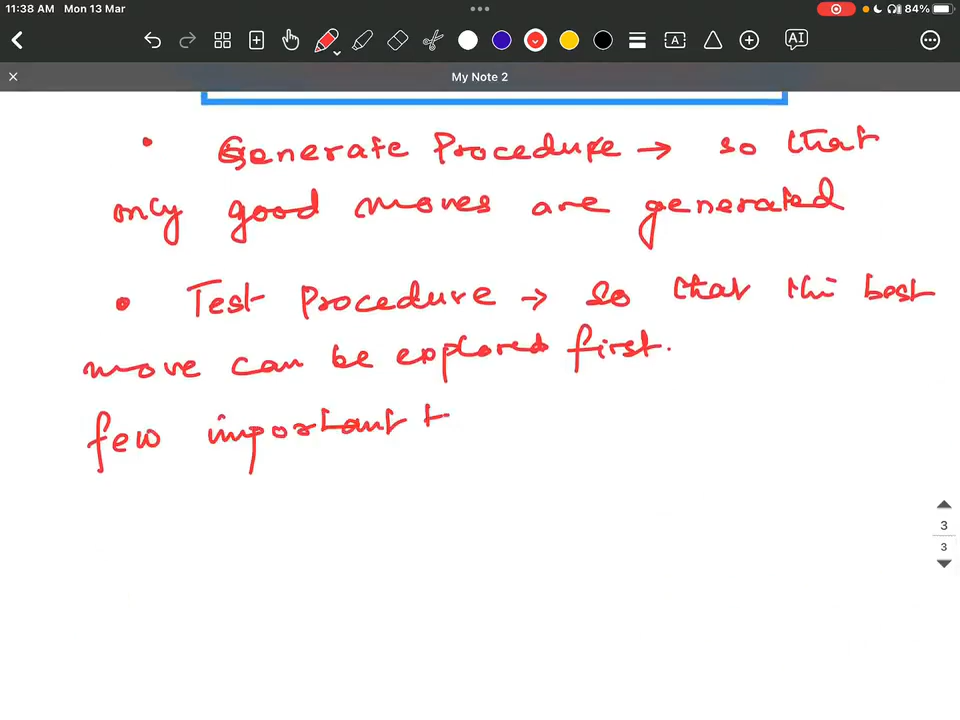 11:38 AM Mon 13 Mar
84%
A
AI
My Note 2
• Generate Procedure → so that
only good moves are generated
• Test Procedure → so that the best
move can be explored first.
few important t
3
3